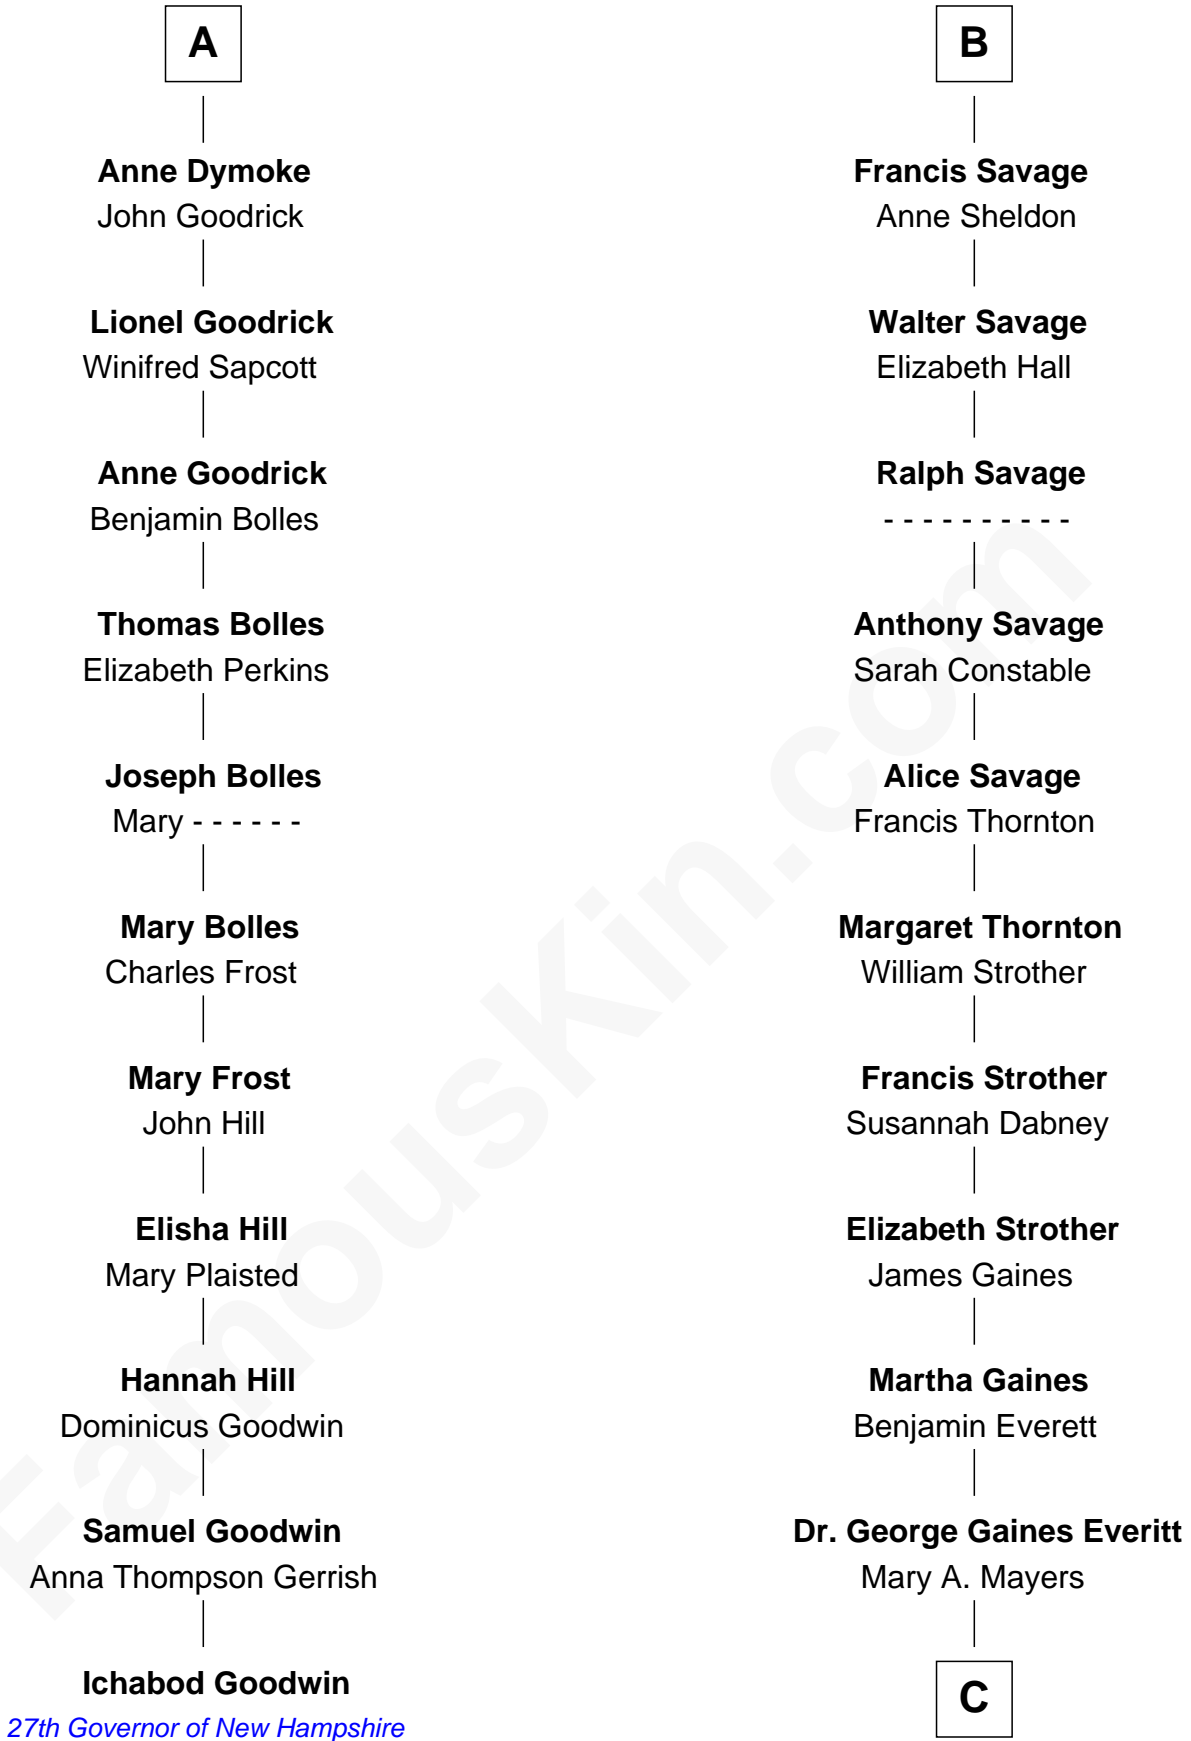 A
Anne Dymoke
John Goodrick
Lionel Goodrick
Winifred Sapcott
Anne Goodrick
Benjamin Bolles
Thomas Bolles
Elizabeth Perkins
Joseph Bolles
Mary - - - - - -
Mary Bolles
Charles Frost
Mary Frost
John Hill
Elisha Hill
Mary Plaisted
Hannah Hill
Dominicus Goodwin
Samuel Goodwin
Anna Thompson Gerrish
Ichabod Goodwin
27th Governor of New Hampshire
B
Francis Savage
Anne Sheldon
Walter Savage
Elizabeth Hall
Ralph Savage
- - - - - - - - - -
Anthony Savage
Sarah Constable
Alice Savage
Francis Thornton
Margaret Thornton
William Strother
Francis Strother
Susannah Dabney
Elizabeth Strother
James Gaines
Martha Gaines
Benjamin Everett
Dr. George Gaines Everitt
Mary A. Mayers
C
FamousKin.com